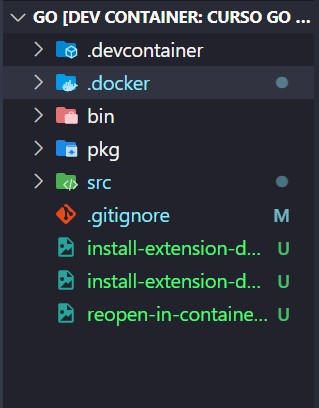 GO [DEV CONTAINER: CURSO GO ...
.devcontainer
.docker
bin
pkg
src
.gitignore M
install-extension-d... U
install-extension-d... U
reopen-in-containe... U